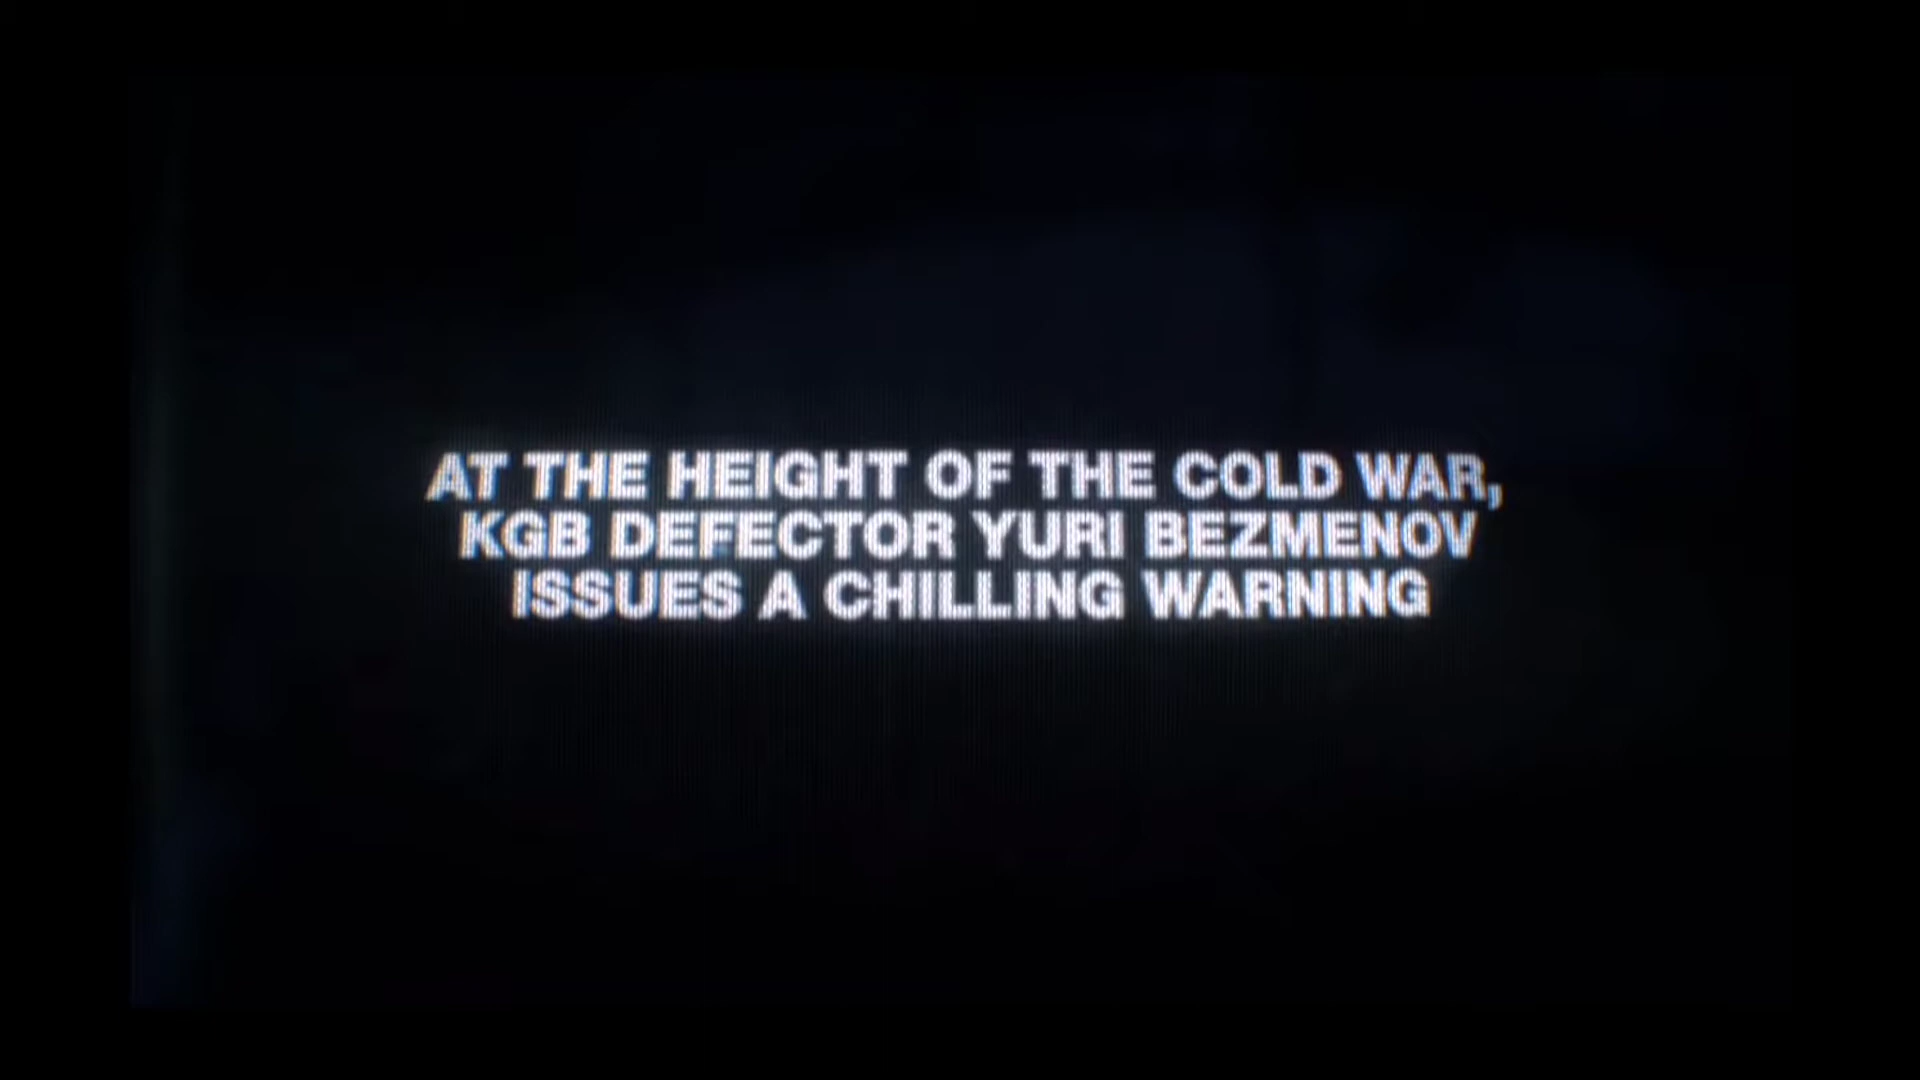 AT THE HEIGHT OF THE COLD WAR,
KGB DEFECTOR YURI BEZMENOV
ISSUES A CHILLING WARNING